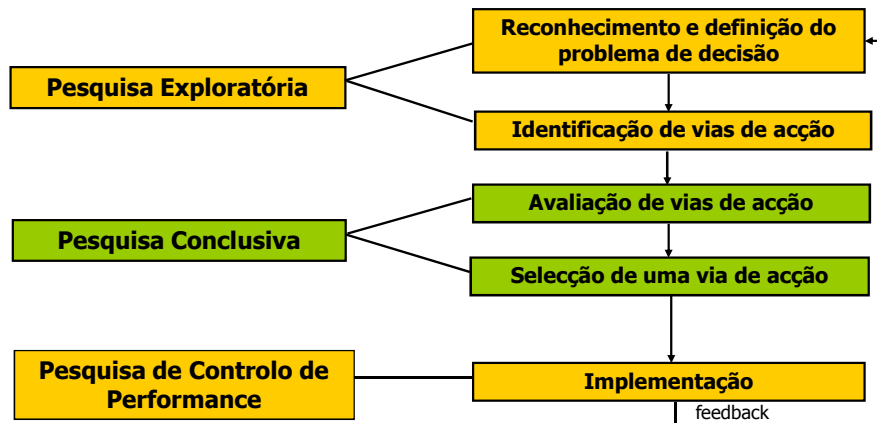 Reconhecimento e definição do
problema de decisão
Pesquisa Exploratória
Identificação de vias de acção
Avaliação de vias de acção
Pesquisa Conclusiva
Selecção de uma via de acção
Pesquisa de Controlo de
Performance
Implementação
feedback